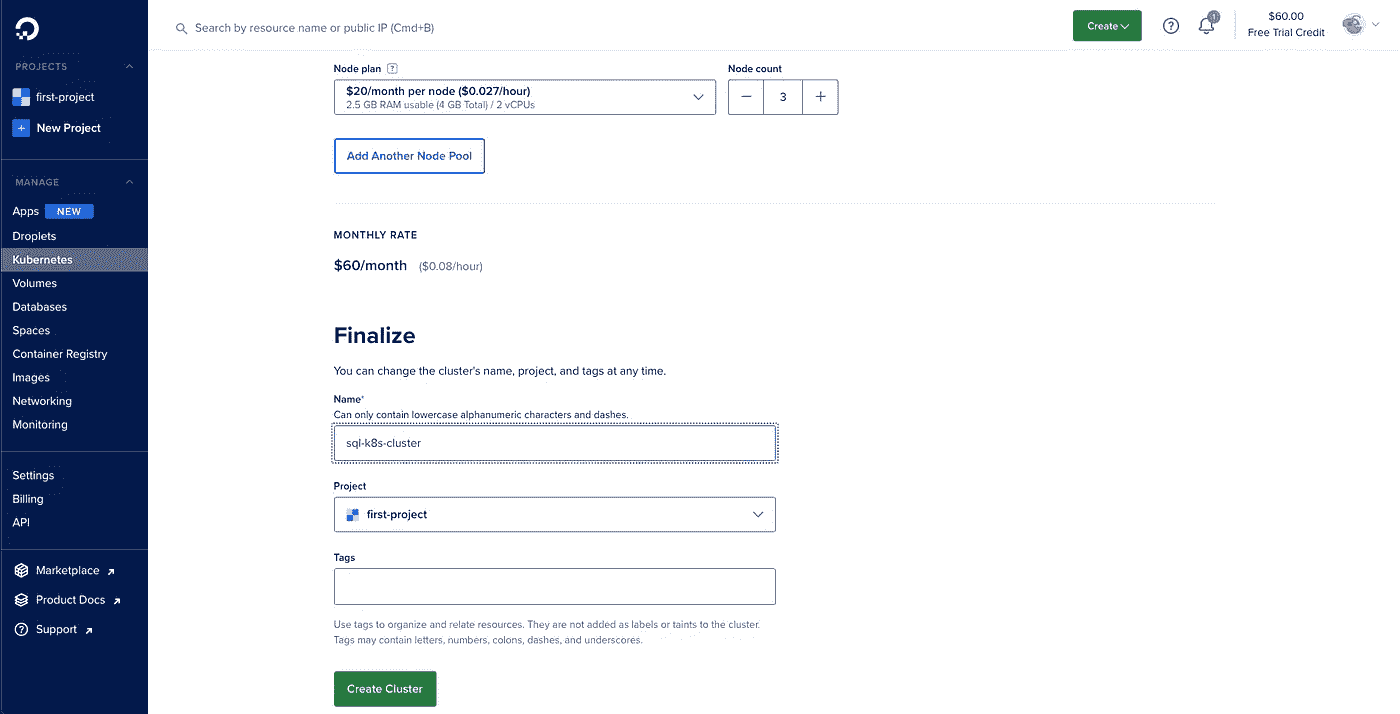 Search by resource name or public IP (Cmd+B)
Create
1
$60.00
Free Trial Credit
PROJECTS
first-project
New Project
MANAGE
Apps NEW
Droplets
Kubernetes
Volumes
Databases
Spaces
Container Registry
Images
Networking
Monitoring
Settings
Billing
API
Marketplace
Product Docs
Support
Node plan ?
$20/month per node ($0.027/hour)
2.5 GB RAM usable (4 GB Total) / 2 vCPUs
Node count
− 3 +
Add Another Node Pool
MONTHLY RATE
$60/month ($0.08/hour)
Finalize
You can change the cluster's name, project, and tags at any time.
Name*
Can only contain lowercase alphanumeric characters and dashes.
sql-k8s-cluster
Project
first-project
Tags
Use tags to organize and relate resources. They are not added as labels or taints to the cluster.
Tags may contain letters, numbers, colons, dashes, and underscores.
Create Cluster